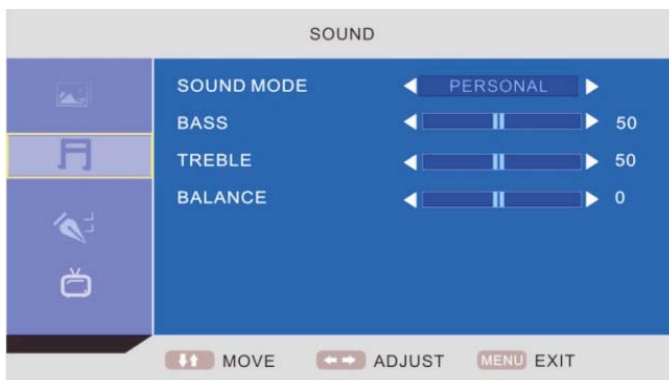 SOUND
SOUND MODE PERSONAL
BASS 50
TREBLE 50
BALANCE 0
MOVE ADJUST MENU EXIT